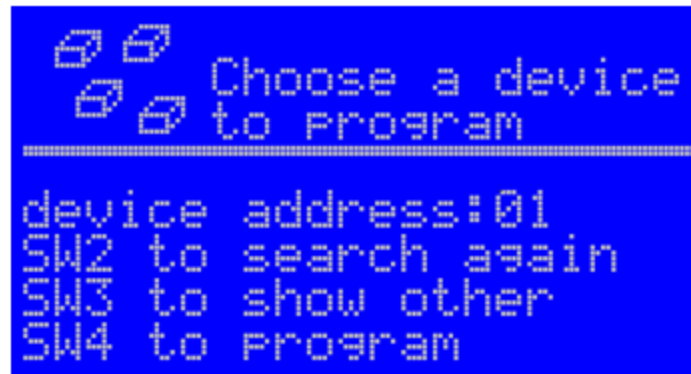 Choose a device
to program
device address:01
SW2 to search again
SW3 to show other
SW4 to program